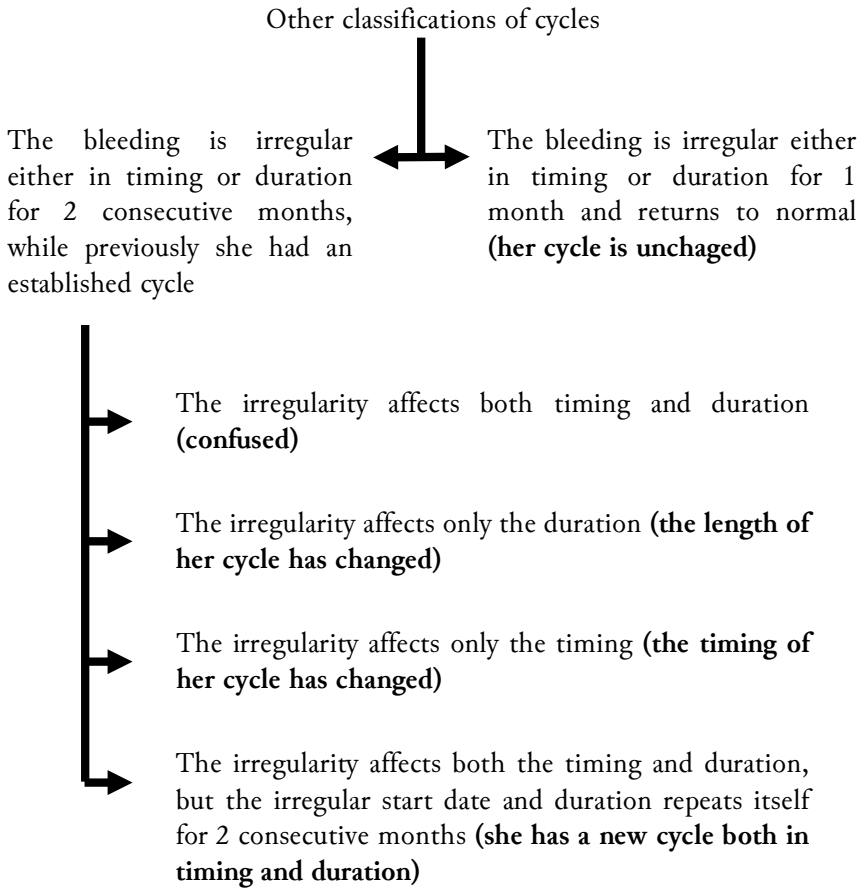 Other classifications of cycles
The bleeding is irregular
either in timing or duration
for 2 consecutive months,
while previously she had an
established cycle
The bleeding is irregular either
in timing or duration for 1
month and returns to normal
(her cycle is unchaged)
The irregularity affects both timing and duration
(confused)
The irregularity affects only the duration (the length of
her cycle has changed)
The irregularity affects only the timing (the timing of
her cycle has changed)
The irregularity affects both the timing and duration,
but the irregular start date and duration repeats itself
for 2 consecutive months (she has a new cycle both in
timing and duration)